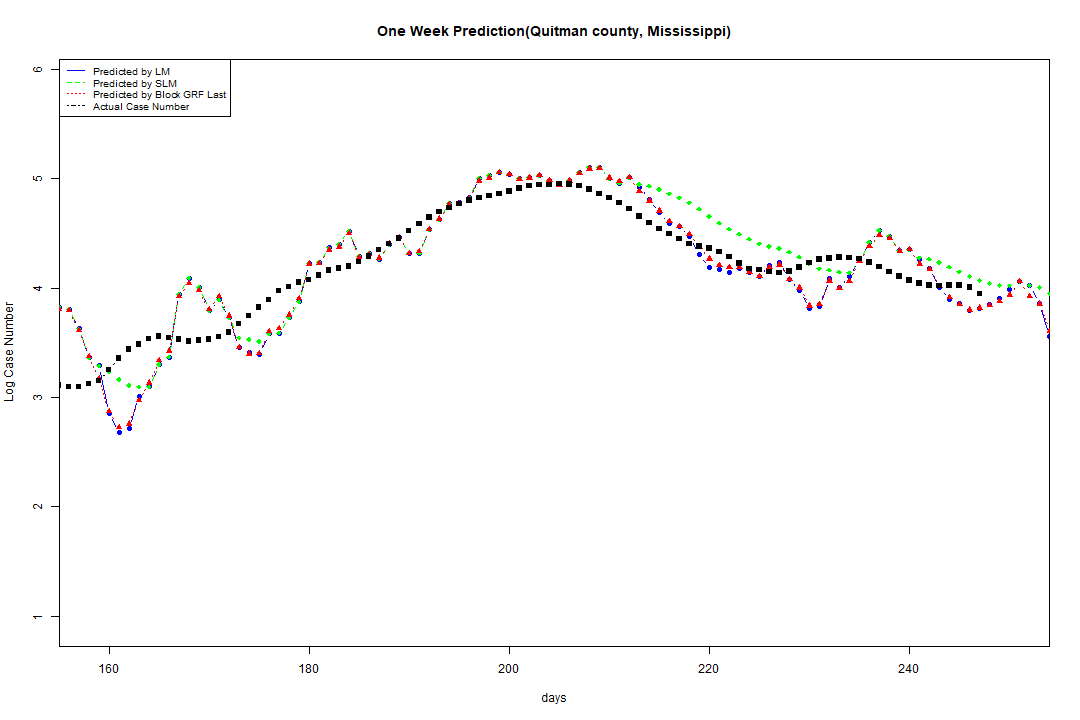 One Week Prediction(Quitman county, Mississippi)
Predicted by LM
Predicted by SLM
Predicted by Block GRF Last
Actual Case Number
Log Case Number
6
5
4
3
2
1
160 180 200 220 240
days